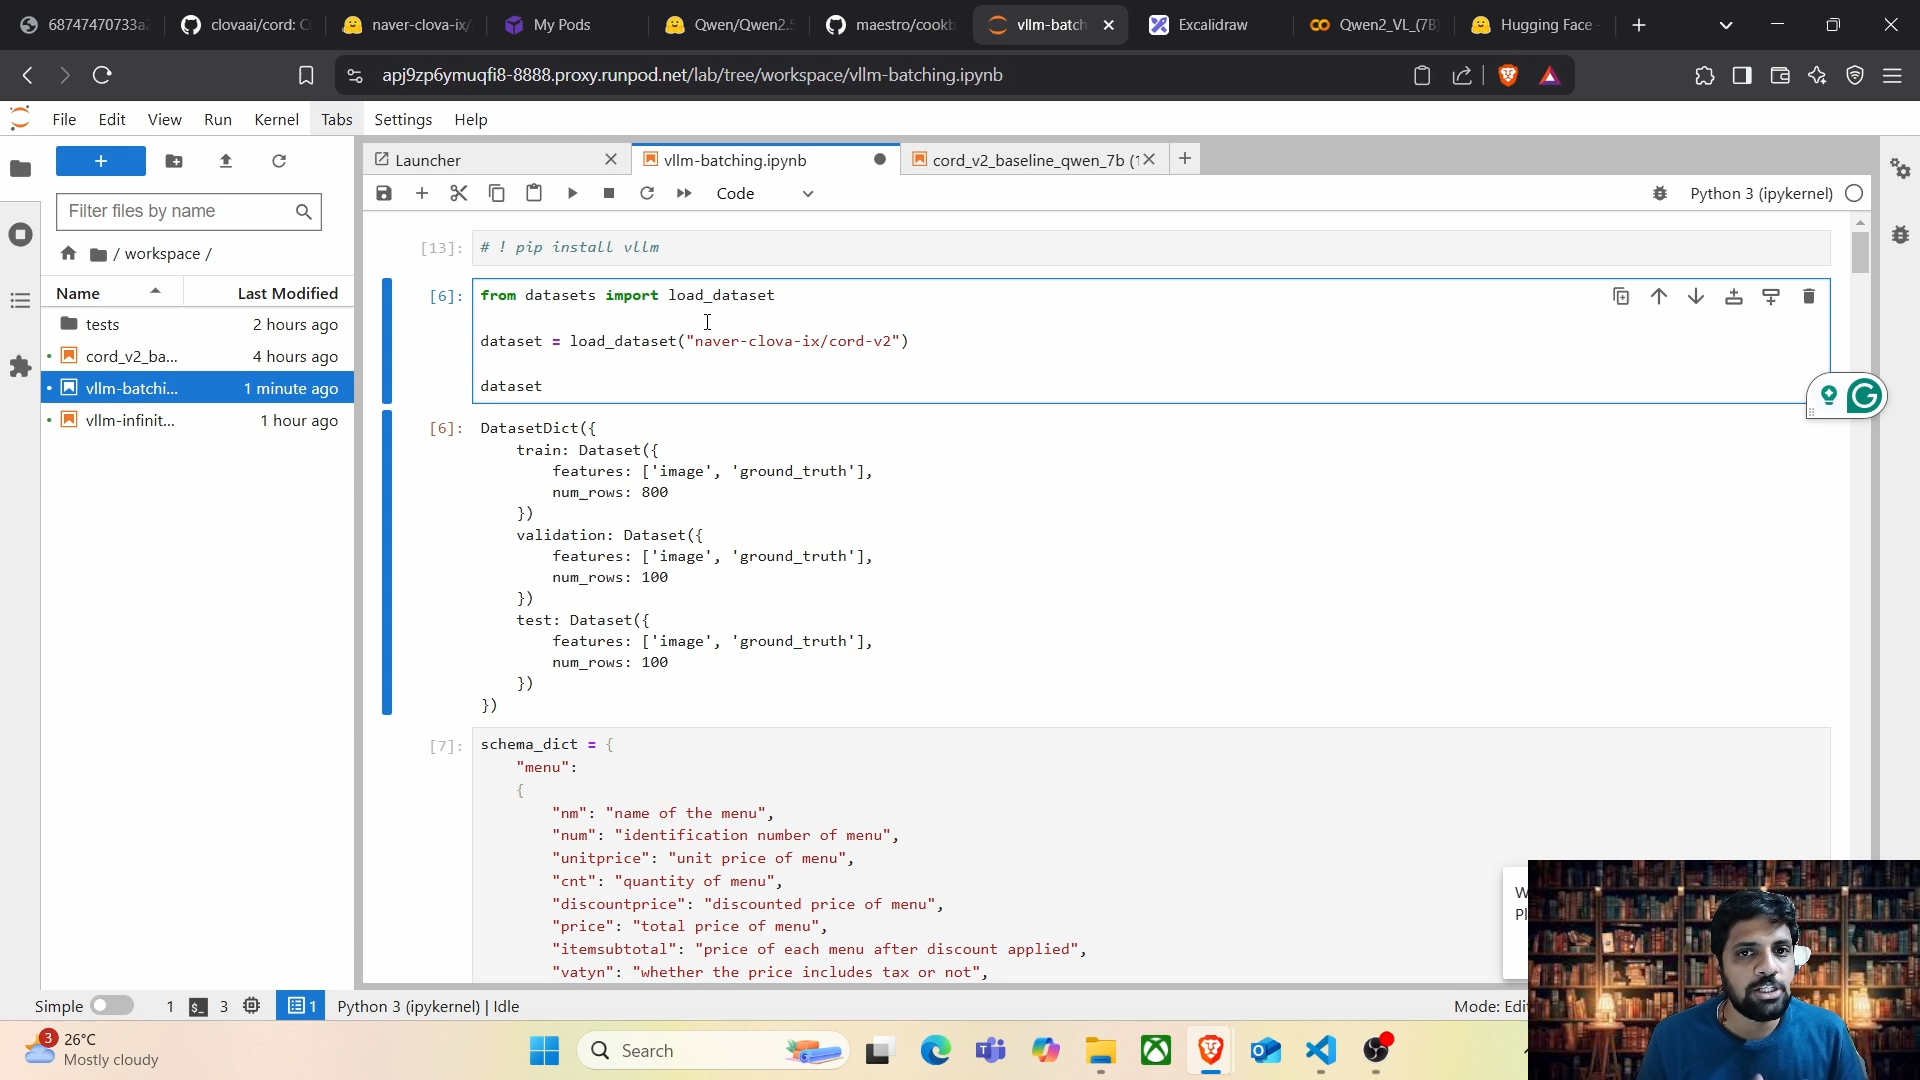 68747470733a2
clovaai/cord: C
naver-clova-ix/
My Pods
Qwen/Qwen2.5
maestro/cookb
vllm-batch
Excalidraw
Qwen2_VL_(7B
Hugging Face -
apj9zp6ymuqfi8-8888.proxy.runpod.net/lab/tree/workspace/vllm-batching.ipynb
File Edit View Run Kernel Tabs Settings Help
Launcher
vllm-batching.ipynb
cord_v2_baseline_qwen_7b (1
Code
Python 3 (ipykernel)
Filter files by name
/ workspace /
Name Last Modified
tests 2 hours ago
cord_v2_ba... 4 hours ago
vllm-batchi... 1 minute ago
vllm-infinit... 1 hour ago
[13]: # ! pip install vllm
[6]: from datasets import load_dataset
dataset = load_dataset("naver-clova-ix/cord-v2")
dataset
[6]: DatasetDict({
train: Dataset({
features: ['image', 'ground_truth'],
num_rows: 800
})
validation: Dataset({
features: ['image', 'ground_truth'],
num_rows: 100
})
test: Dataset({
features: ['image', 'ground_truth'],
num_rows: 100
})
})
[7]: schema_dict = {
"menu":
{
"nm": "name of the menu",
"num": "identification number of menu",
"unitprice": "unit price of menu",
"cnt": "quantity of menu",
"discountprice": "discounted price of menu",
"price": "total price of menu",
"itemsubtotal": "price of each menu after discount applied",
"vatyn": "whether the price includes tax or not",
W
Pl
Simple 1 3 1 Python 3 (ipykernel) | Idle
Mode: Edit
3
26°C
Mostly cloudy
Search